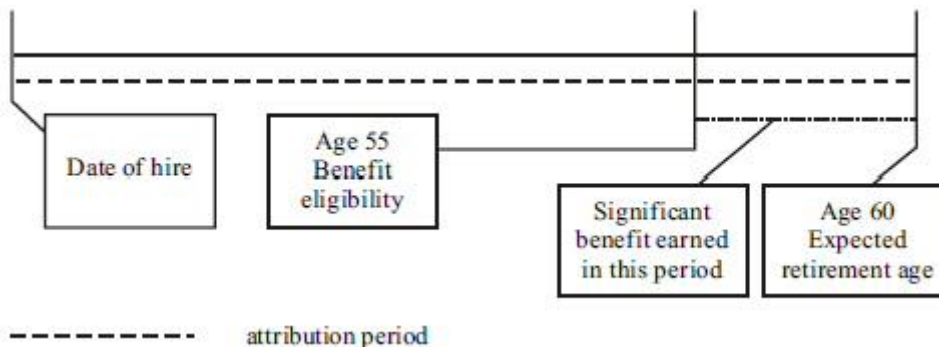 Date of hire
Age 55
Benefit
eligibility
Significant
benefit earned
in this period
Age 60
Expected
retirement age
attribution period